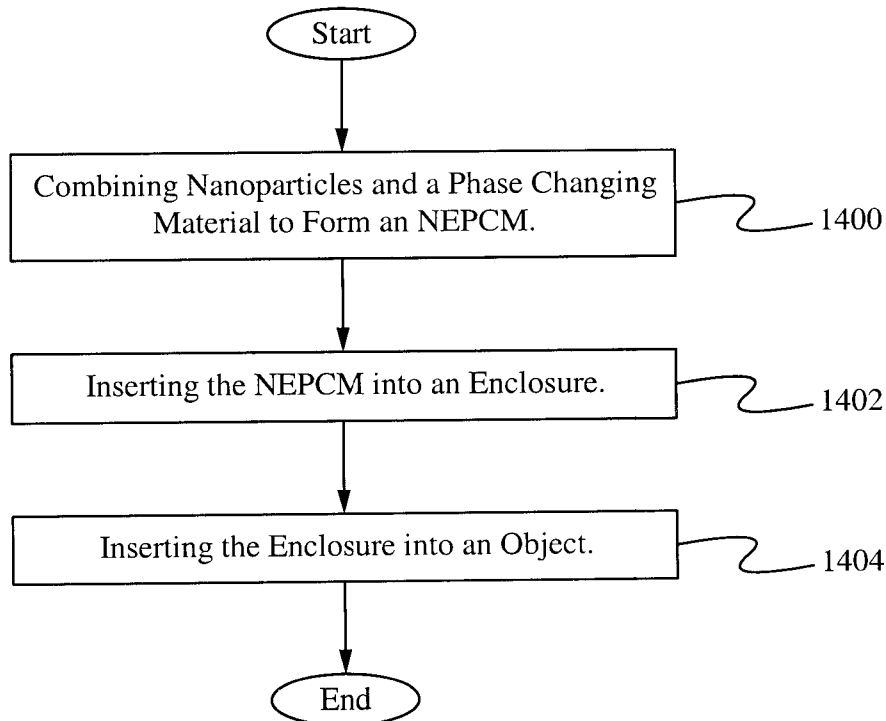 Start
Combining Nanoparticles and a Phase Changing
Material to Form an NEPCM.
1400
Inserting the NEPCM into an Enclosure.
1402
Inserting the Enclosure into an Object.
1404
End